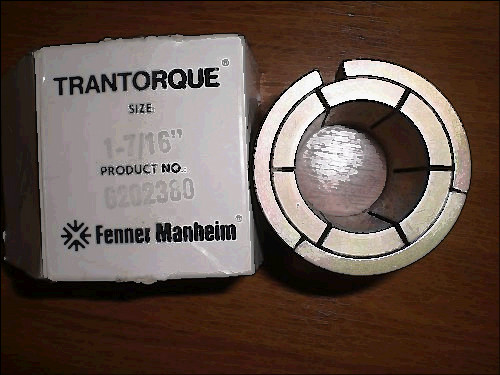 TRANTORQUE®
SIZE
1-7/16"
PRODUCT NO.
6202380
Fenner Manheim®